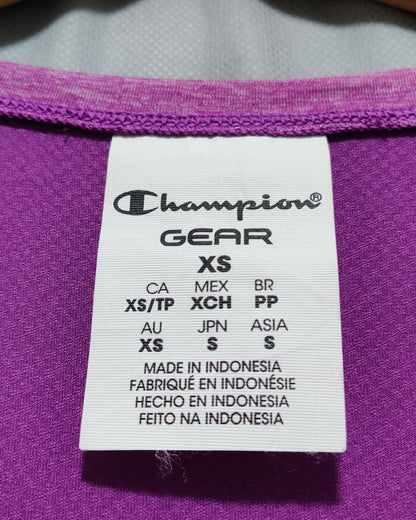 Champion®
GEAR
XS
CA MEX BR
XS/TP XCH PP
AU JPN ASIA
XS S S
MADE IN INDONESIA
FABRIQUÉ EN INDONÉSIE
HECHO EN INDONESIA
FEITO NA INDONESIA